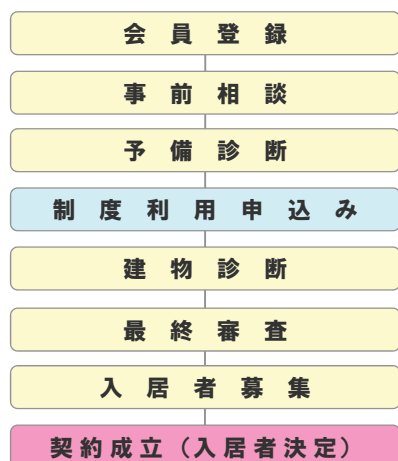 会員登録
事前相談
予備診断
制度利用申込み
建物診断
最終審査
入居者募集
契約成立（入居者決定）